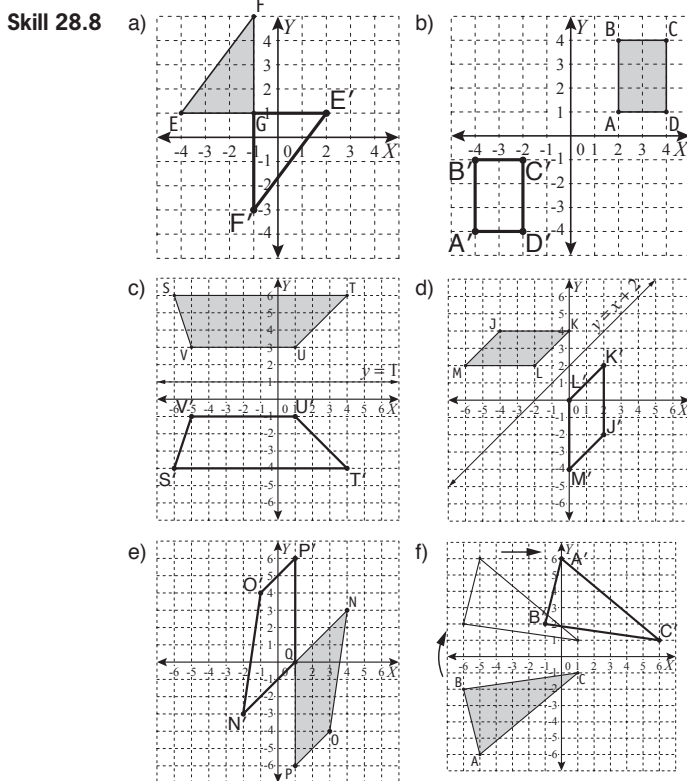 Skill 28.8
a)
F
Y
4
3
2
1
E
G
E′
-4 -3 -2 -1 0 1 2 3 4 X
-2
-3
-4
F′
b)
Y
B C
4
3
2
1
A D
-4 -3 -2 -1 0 1 2 3 4 X
B′ C′
-1
-2
-3
-4
A′ D′
c)
Y
S T
6
5
4
3
V U
2
y = 1
V′ U′
-6 -5 -4 -3 -2 -1 0 1 2 3 4 5 6 X
-2
-3
-4
-5
-6
S′ T′
d)
Y
6
5
4
3
2
y = x + 2
J K
M L
K′
L′
-6 -5 -4 -3 -2 -1 0 1 2 3 4 5 6 X
J′
-2
-3
-4
-5
-6
M′
e)
Y
P′
6
5
4
3
2
O′
N
Q
-6 -5 -4 -3 -2 -1 0 1 2 3 4 5 6 X
-2
-3
-4
-5
-6
N′
O
P
f)
Y
A′
6
5
4
3
B′
C′
-6 -5 -4 -3 -2 -1 0 1 2 3 4 5 6 X
B
C
-2
-3
-4
-5
-6
A